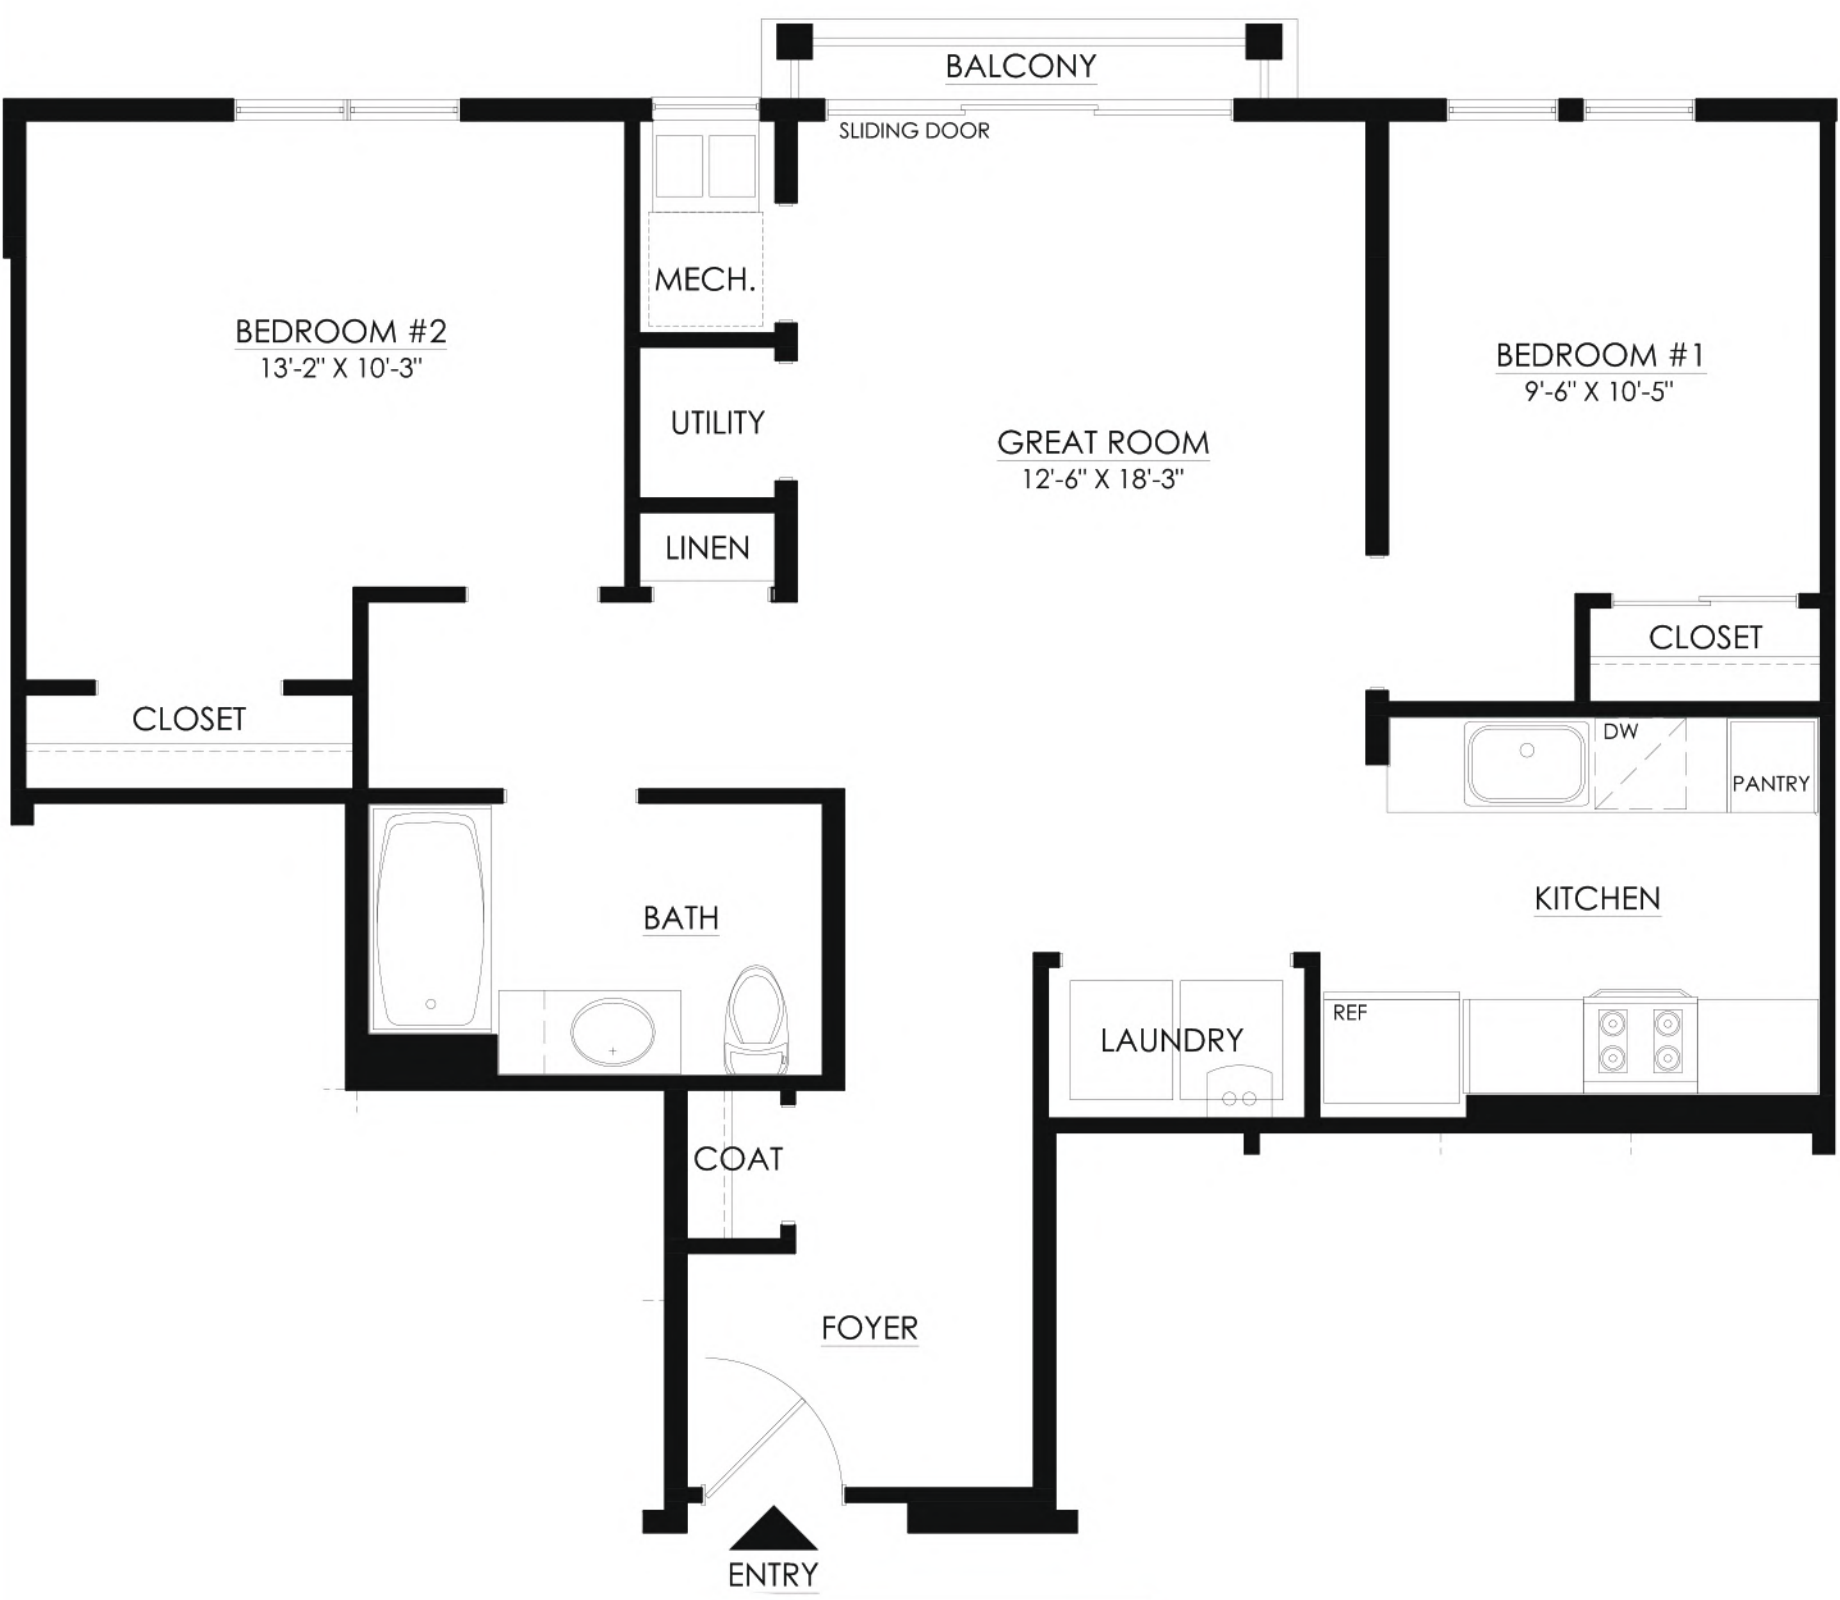 BALCONY
SLIDING DOOR
MECH.
BEDROOM #2
13'-2" X 10'-3"
BEDROOM #1
9'-6" X 10'-5"
UTILITY
GREAT ROOM
12'-6" X 18'-3"
LINEN
CLOSET
CLOSET
DW
PANTRY
KITCHEN
BATH
REF
LAUNDRY
COAT
FOYER
ENTRY